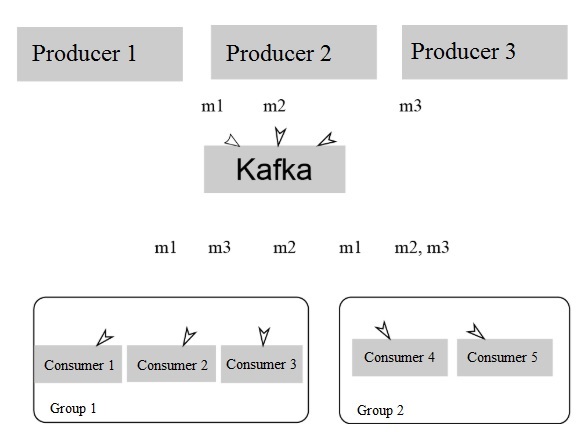 Producer 1 Producer 2 Producer 3
m1 m2 m3
Kafka
m1 m3 m2 m1 m2, m3
Consumer 1 Consumer 2 Consumer 3 Consumer 4 Consumer 5
Group 1 Group 2